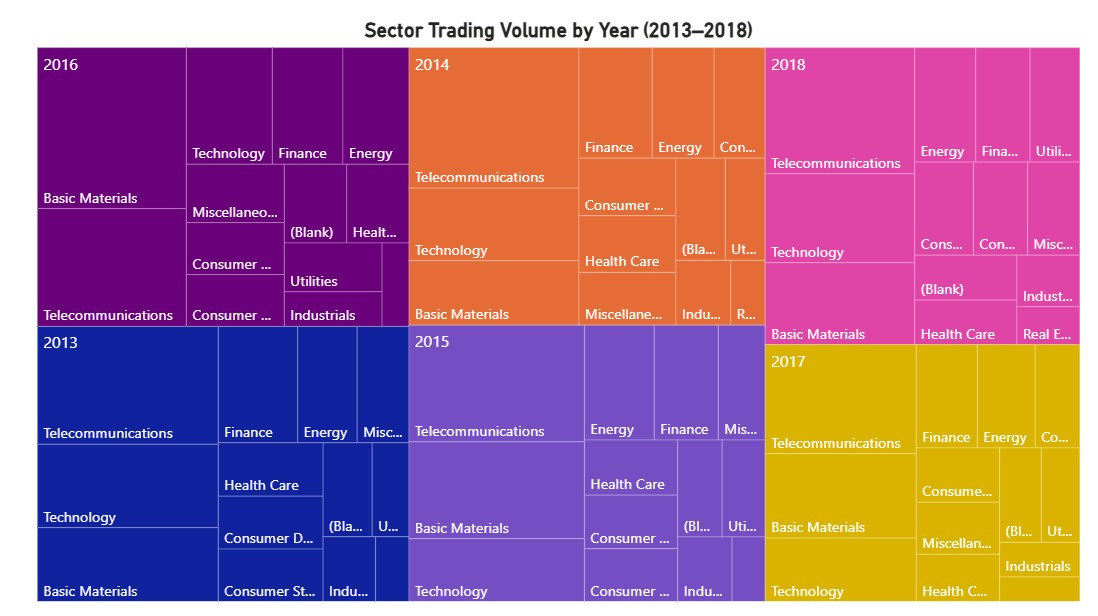 Sector Trading Volume by Year (2013–2018)
2016
Basic Materials
Telecommunications
Technology
Finance
Energy
Miscellaneo...
Consumer ...
Consumer ...
(Blank)
Healt...
Utilities
Industrials
2014
Telecommunications
Technology
Basic Materials
Finance
Energy
Con...
Consumer ...
Health Care
Miscellane...
(Bla...
Ut...
Indu...
R...
2018
Telecommunications
Technology
Basic Materials
Energy
Fina...
Utili...
Cons...
Con...
Misc...
(Blank)
Health Care
Indust...
Real E...
2013
Telecommunications
Technology
Basic Materials
Finance
Energy
Misc...
Health Care
Consumer D...
Consumer St...
(Bla...
U...
Indu...
2015
Telecommunications
Basic Materials
Technology
Energy
Finance
Mis...
Health Care
Consumer ...
Consumer ...
(Bl...
Uti...
Indu...
2017
Telecommunications
Basic Materials
Technology
Finance
Energy
Co...
Consume...
Miscellan...
Health C...
(Bl...
Ut...
Industrials